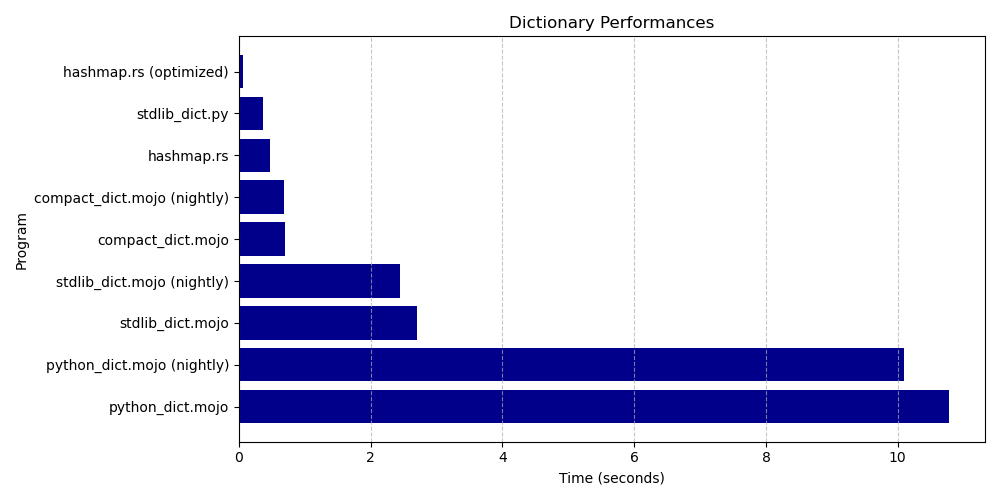 Dictionary Performances
Program
hashmap.rs (optimized)
stdlib_dict.py
hashmap.rs
compact_dict.mojo (nightly)
compact_dict.mojo
stdlib_dict.mojo (nightly)
stdlib_dict.mojo
python_dict.mojo (nightly)
python_dict.mojo
0 2 4 6 8 10
Time (seconds)